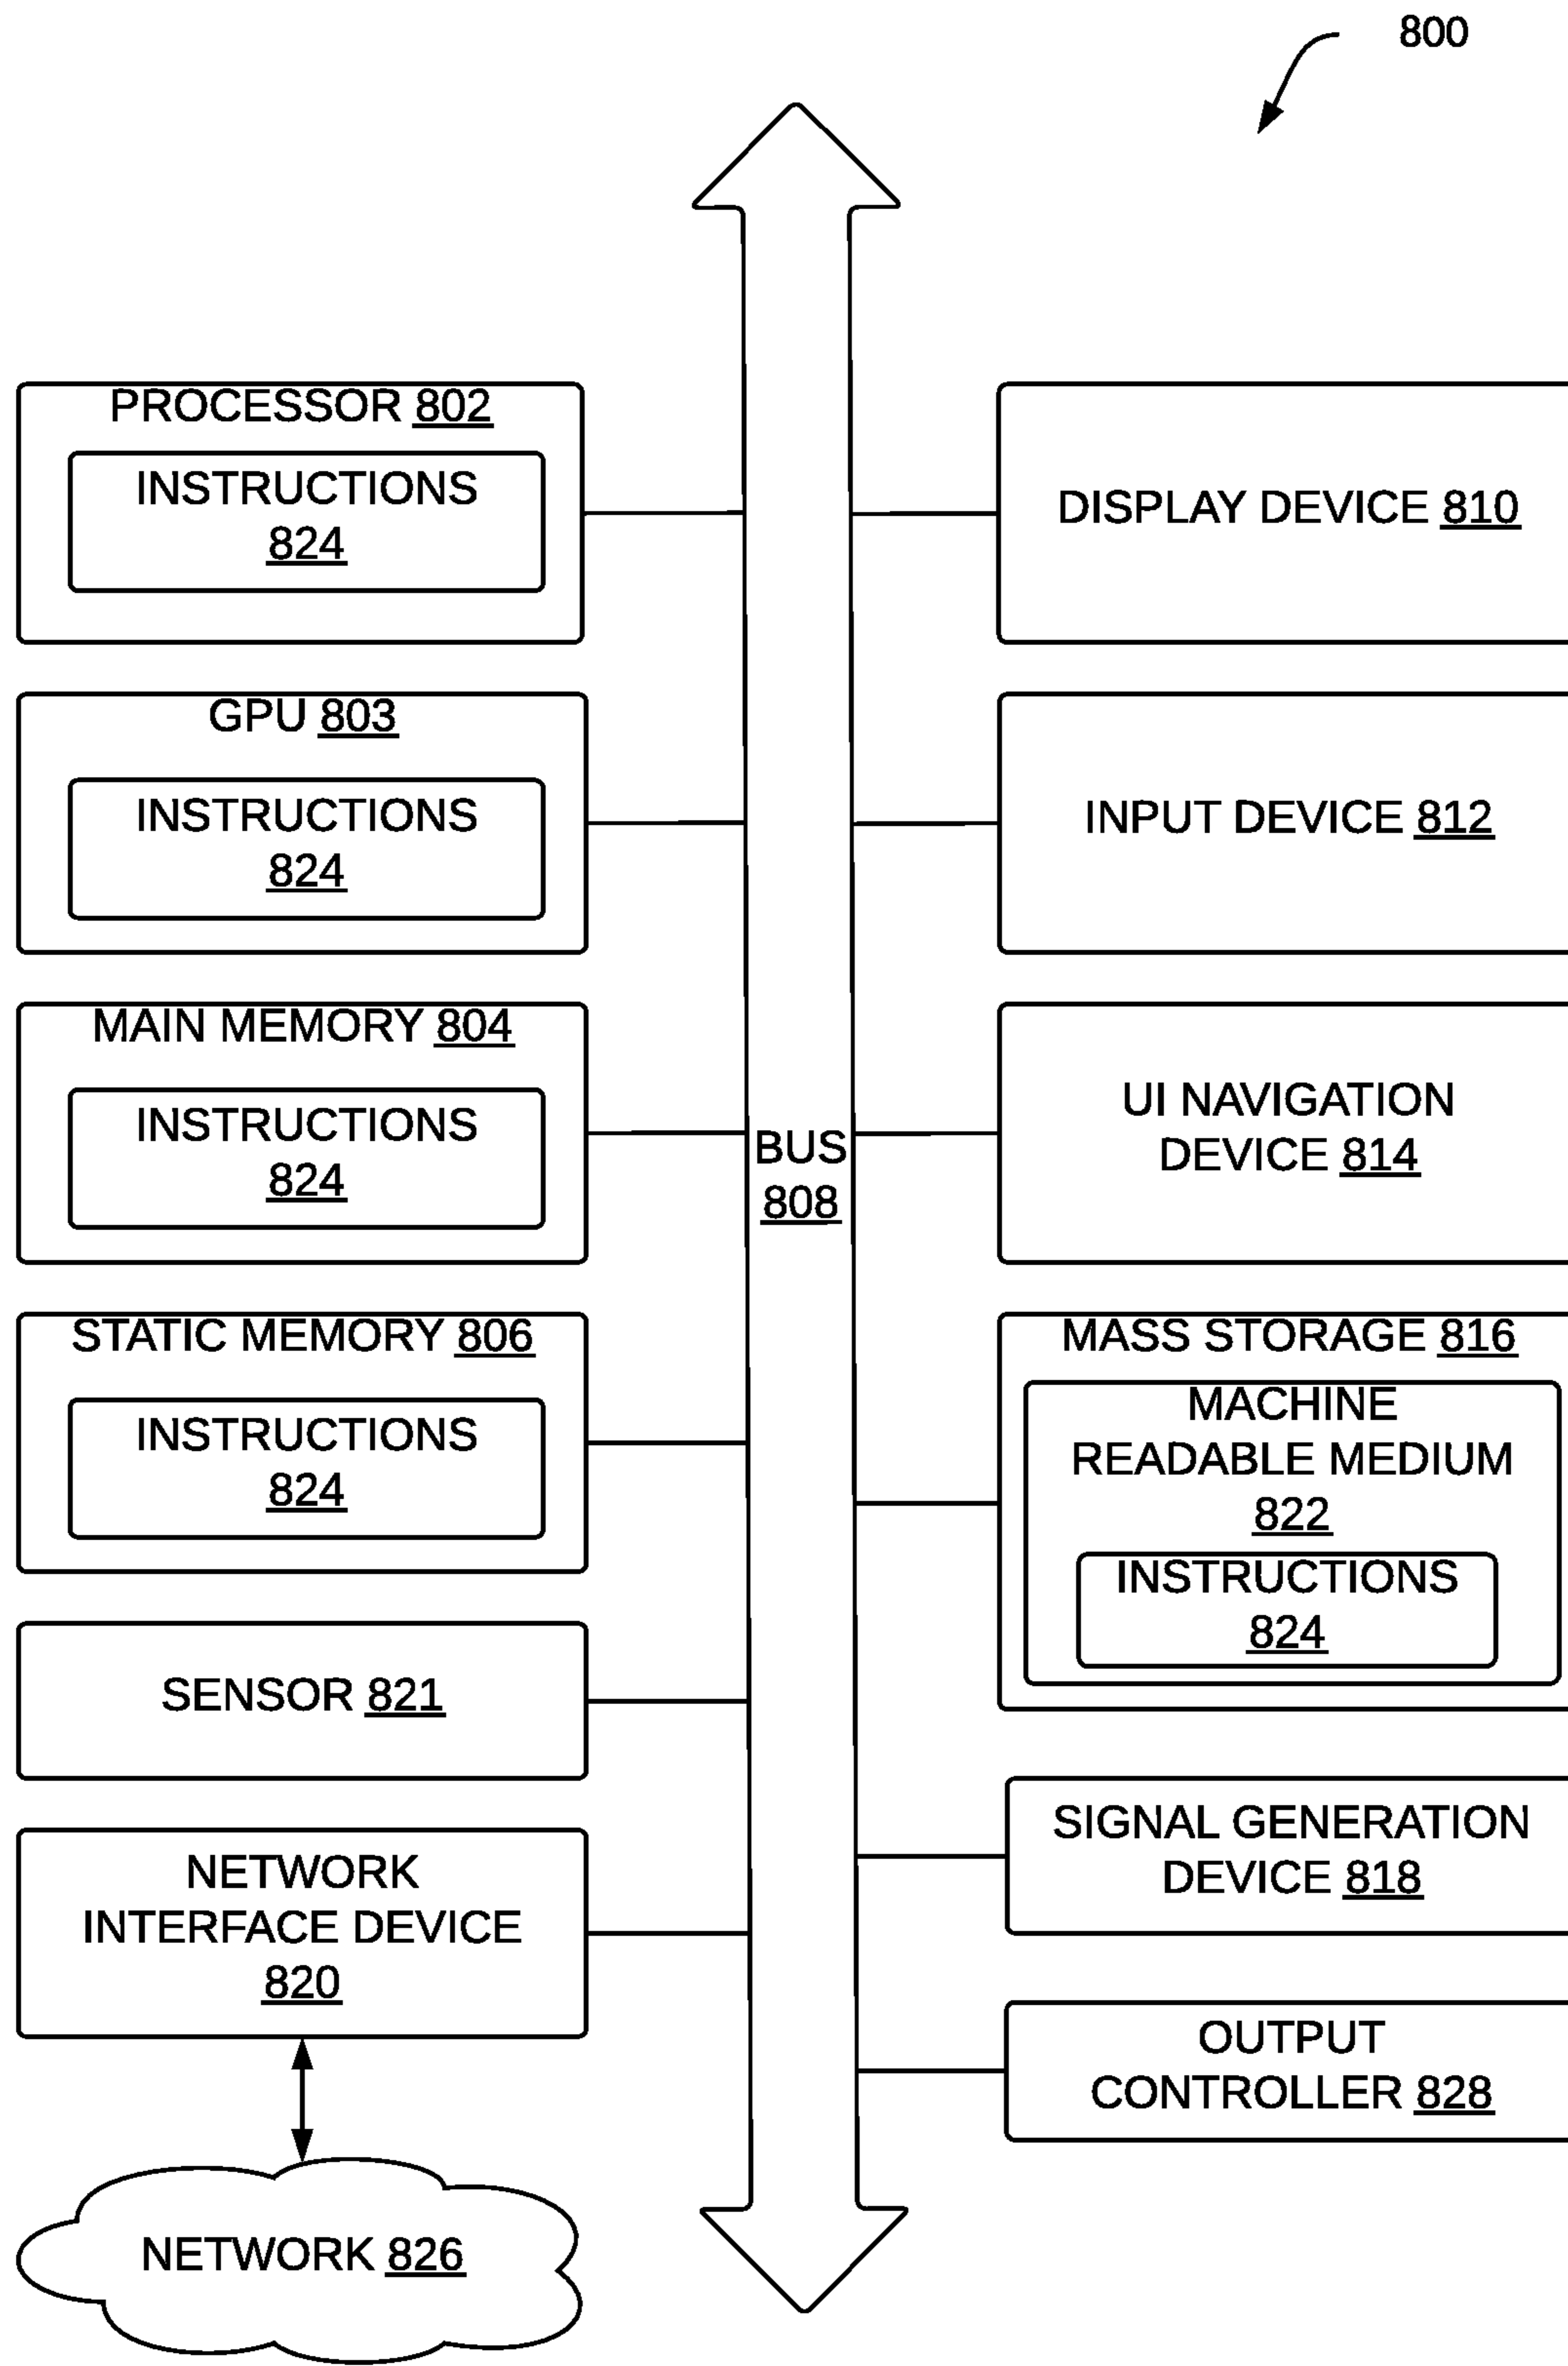 800
PROCESSOR 802
INSTRUCTIONS
824
GPU 803
INSTRUCTIONS
824
MAIN MEMORY 804
INSTRUCTIONS
824
STATIC MEMORY 806
INSTRUCTIONS
824
SENSOR 821
NETWORK
INTERFACE DEVICE
820
NETWORK 826
BUS
808
DISPLAY DEVICE 810
INPUT DEVICE 812
UI NAVIGATION
DEVICE 814
MASS STORAGE 816
MACHINE
READABLE MEDIUM
822
INSTRUCTIONS
824
SIGNAL GENERATION
DEVICE 818
OUTPUT
CONTROLLER 828